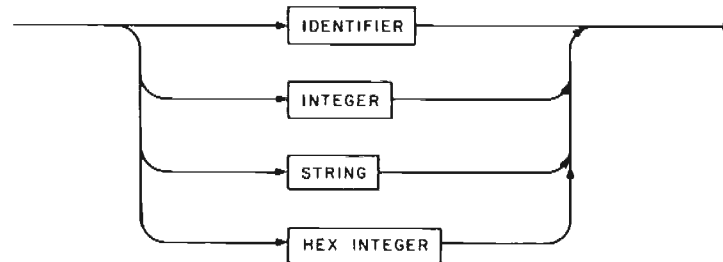 IDENTIFIER
INTEGER
STRING
HEX INTEGER